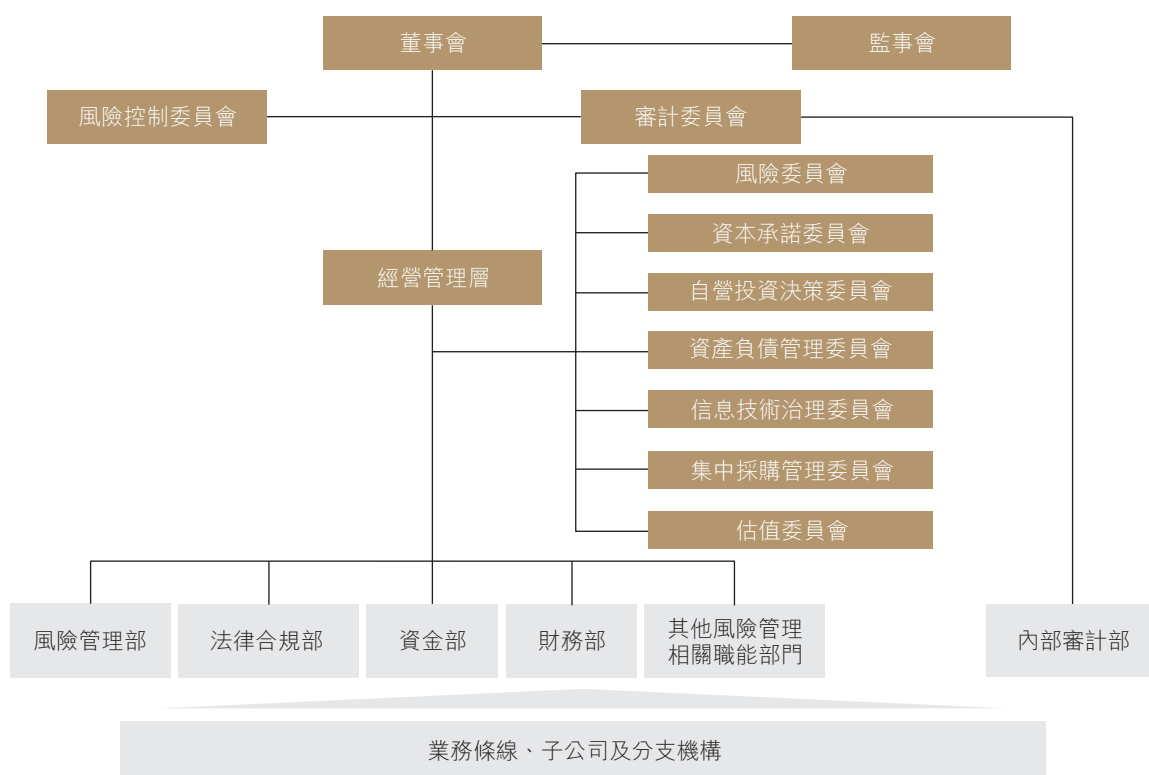 董事會
監事會
風險控制委員會
審計委員會
風險委員會
資本承諾委員會
經營管理層
自營投資決策委員會
資產負債管理委員會
信息技術治理委員會
集中採購管理委員會
估值委員會
風險管理部
法律合規部
資金部
財務部
其他風險管理
相關職能部門
內部審計部
業務條線、子公司及分支機構